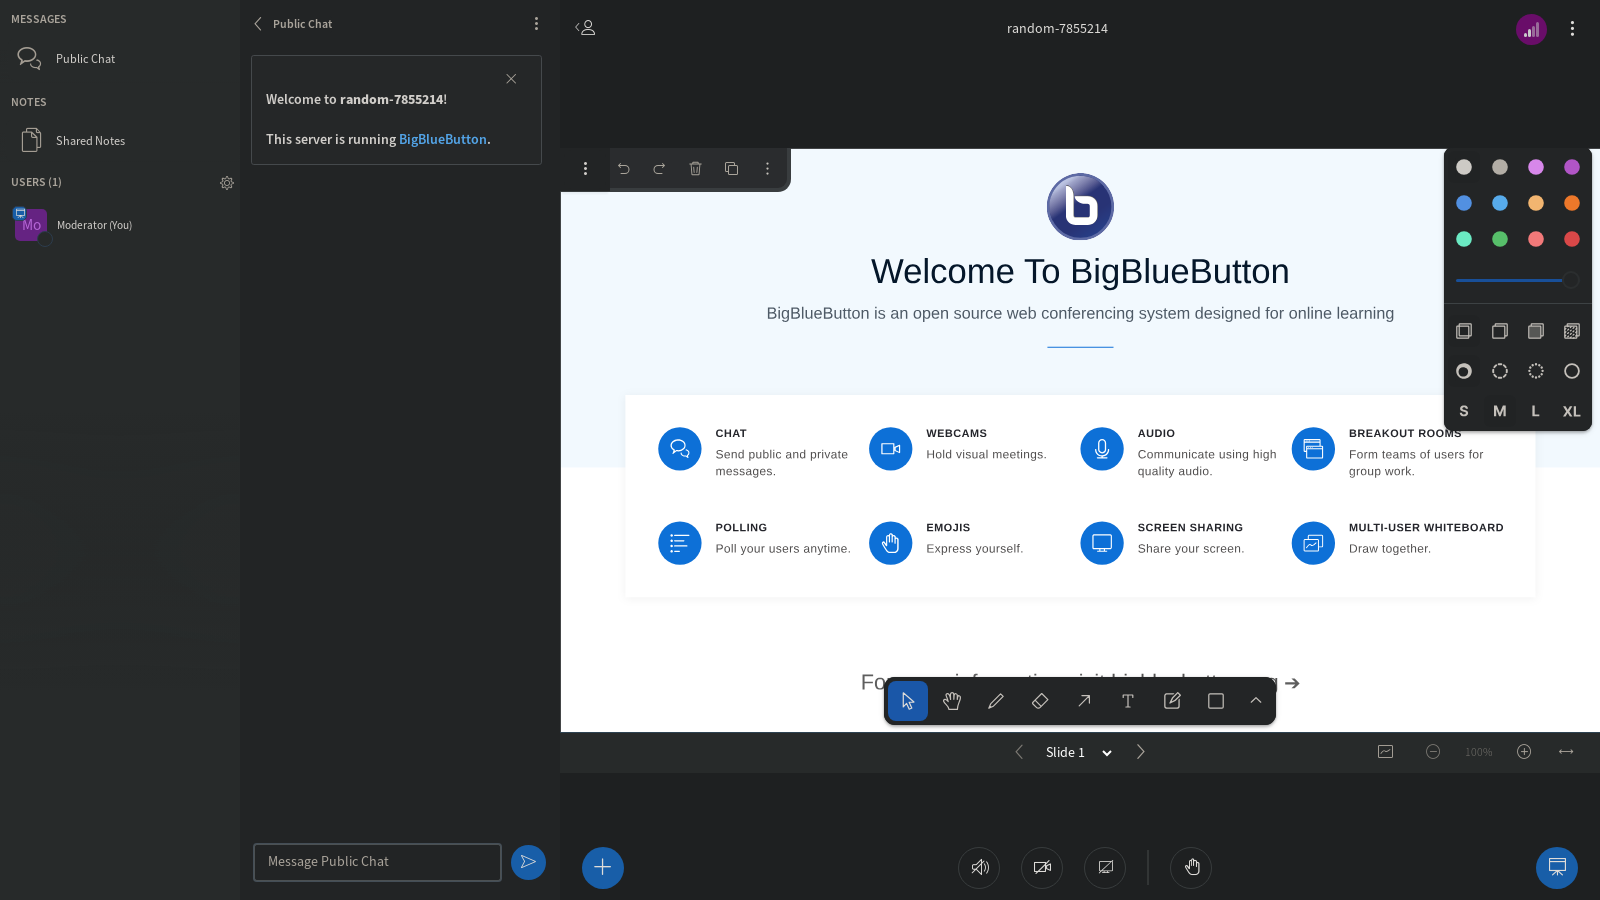 MESSAGES
Public Chat
NOTES
Shared Notes
USERS (1)
Mo
Moderator (You)
Public Chat
Welcome to random-7855214!
This server is running BigBlueButton.
Message Public Chat
random-7855214
Welcome To BigBlueButton
BigBlueButton is an open source web conferencing system designed for online learning
CHAT
Send public and private
messages.
WEBCAMS
Hold visual meetings.
AUDIO
Communicate using high
quality audio.
BREAKOUT ROOMS
Form teams of users for
group work.
POLLING
Poll your users anytime.
EMOJIS
Express yourself.
SCREEN SHARING
Share your screen.
MULTI-USER WHITEBOARD
Draw together.
S M L XL
Slide 1
100%